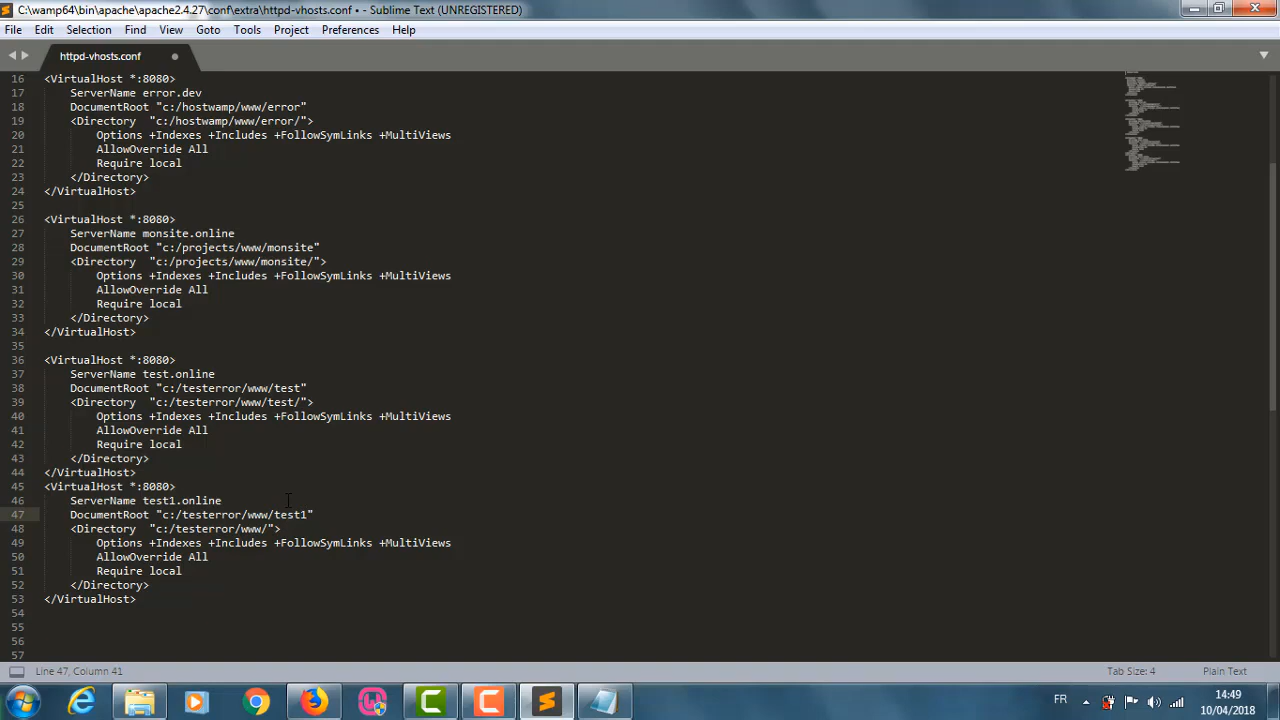 C:\wamp64\bin\apache\apache2.4.27\conf\extra\httpd-vhosts.conf • - Sublime Text (UNREGISTERED)
File Edit Selection Find View Goto Tools Project Preferences Help
httpd-vhosts.conf
16 <VirtualHost *:8080>
17 ServerName error.dev
18 DocumentRoot "c:/hostwamp/www/error"
19 <Directory "c:/hostwamp/www/error/">
20 Options +Indexes +Includes +FollowSymLinks +MultiViews
21 AllowOverride All
22 Require local
23 </Directory>
24 </VirtualHost>
25
26 <VirtualHost *:8080>
27 ServerName monsite.online
28 DocumentRoot "c:/projects/www/monsite"
29 <Directory "c:/projects/www/monsite/">
30 Options +Indexes +Includes +FollowSymLinks +MultiViews
31 AllowOverride All
32 Require local
33 </Directory>
34 </VirtualHost>
35
36 <VirtualHost *:8080>
37 ServerName test.online
38 DocumentRoot "c:/testerror/www/test"
39 <Directory "c:/testerror/www/test/">
40 Options +Indexes +Includes +FollowSymLinks +MultiViews
41 AllowOverride All
42 Require local
43 </Directory>
44 </VirtualHost>
45 <VirtualHost *:8080>
46 ServerName test1.online
47 DocumentRoot "c:/testerror/www/test1"
48 <Directory "c:/testerror/www/">
49 Options +Indexes +Includes +FollowSymLinks +MultiViews
50 AllowOverride All
51 Require local
52 </Directory>
53 </VirtualHost>
54
55
56
57
Line 47, Column 41 Tab Size: 4 Plain Text
FR 14:49
10/04/2018